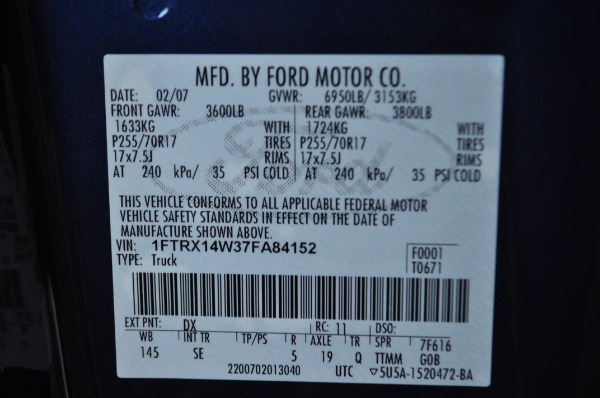 MFD. BY FORD MOTOR CO.
DATE: 02/07 GVWR: 6950LB/ 3153KG
FRONT GAWR: 3600LB REAR GAWR: 3800LB
1633KG WITH 1724KG WITH
P255/70R17 TIRES P255/70R17 TIRES
17x7.5J RIMS 17x7.5J RIMS
AT 240 kPa/ 35 PSI COLD AT 240 kPa/ 35 PSI COLD
Ford
THIS VEHICLE CONFORMS TO ALL APPLICABLE FEDERAL MOTOR
VEHICLE SAFETY STANDARDS IN EFFECT ON THE DATE OF
MANUFACTURE SHOWN ABOVE.
VIN: 1FTRX14W37FA84152 F0001
TYPE: Truck T0671
EXT PNT: DX RC: 11 DSO:
WB INT TR TP/PS R AXLE TR SPR 7F616
145 SE 5 19 Q TTMM G0B
2200702013040 UTC 5U5A-1520472-BA